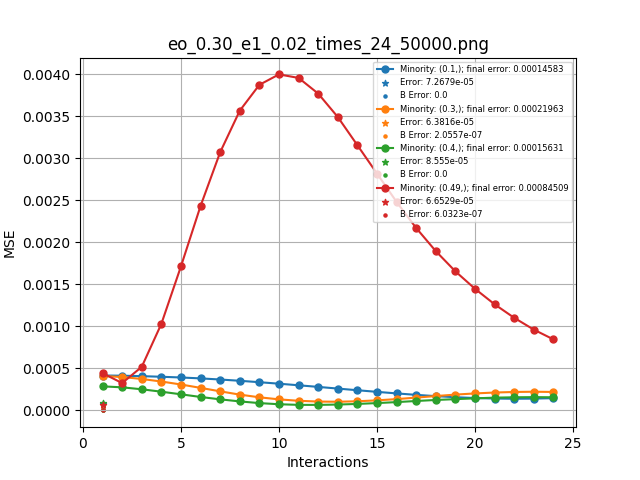 eo_0.30_e1_0.02_times_24_50000.png
Minority: (0.1,); final error: 0.00014583
Error: 7.2679e-05
B Error: 0.0
Minority: (0.3,); final error: 0.00021963
Error: 6.3816e-05
B Error: 2.0557e-07
Minority: (0.4,); final error: 0.00015631
Error: 8.555e-05
B Error: 0.0
Minority: (0.49,); final error: 0.00084509
Error: 6.6529e-05
B Error: 6.0323e-07
MSE
0.0040
0.0035
0.0030
0.0025
0.0020
0.0015
0.0010
0.0005
0.0000
0 5 10 15 20 25
Interactions